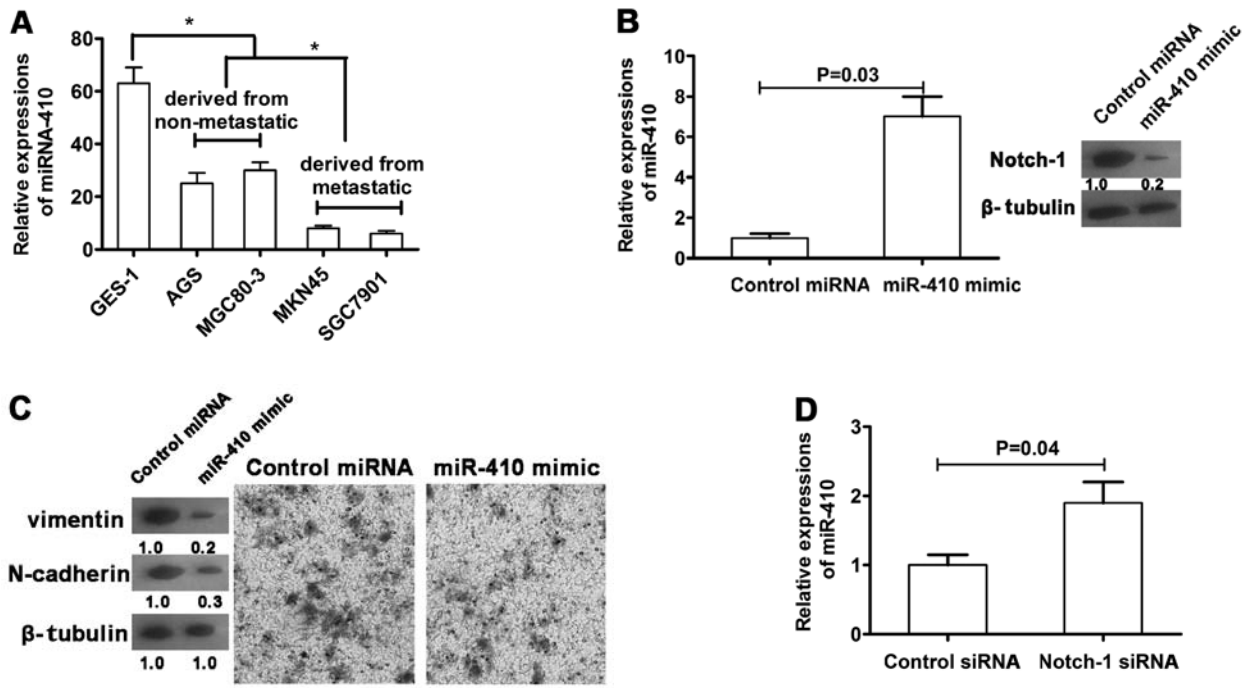 A
Relative expressions
of miRNA-410
80
60
40
20
0
*
*
derived from
non-metastatic
derived from
metastatic
GES-1
AGS
MGC80-3
MKN45
SGC7901
B
Relative expressions
of miR-410
10
8
6
4
2
0
P=0.03
Control miRNA
miR-410 mimic
Control miRNA
miR-410 mimic
Notch-1
1.0 0.2
β-tubulin
C
Control miRNA
miR-410 mimic
vimentin
1.0 0.2
N-cadherin
1.0 0.3
β-tubulin
1.0 1.0
Control miRNA
miR-410 mimic
D
Relative expressions
of miR-410
3
2
1
0
P=0.04
Control siRNA
Notch-1 siRNA